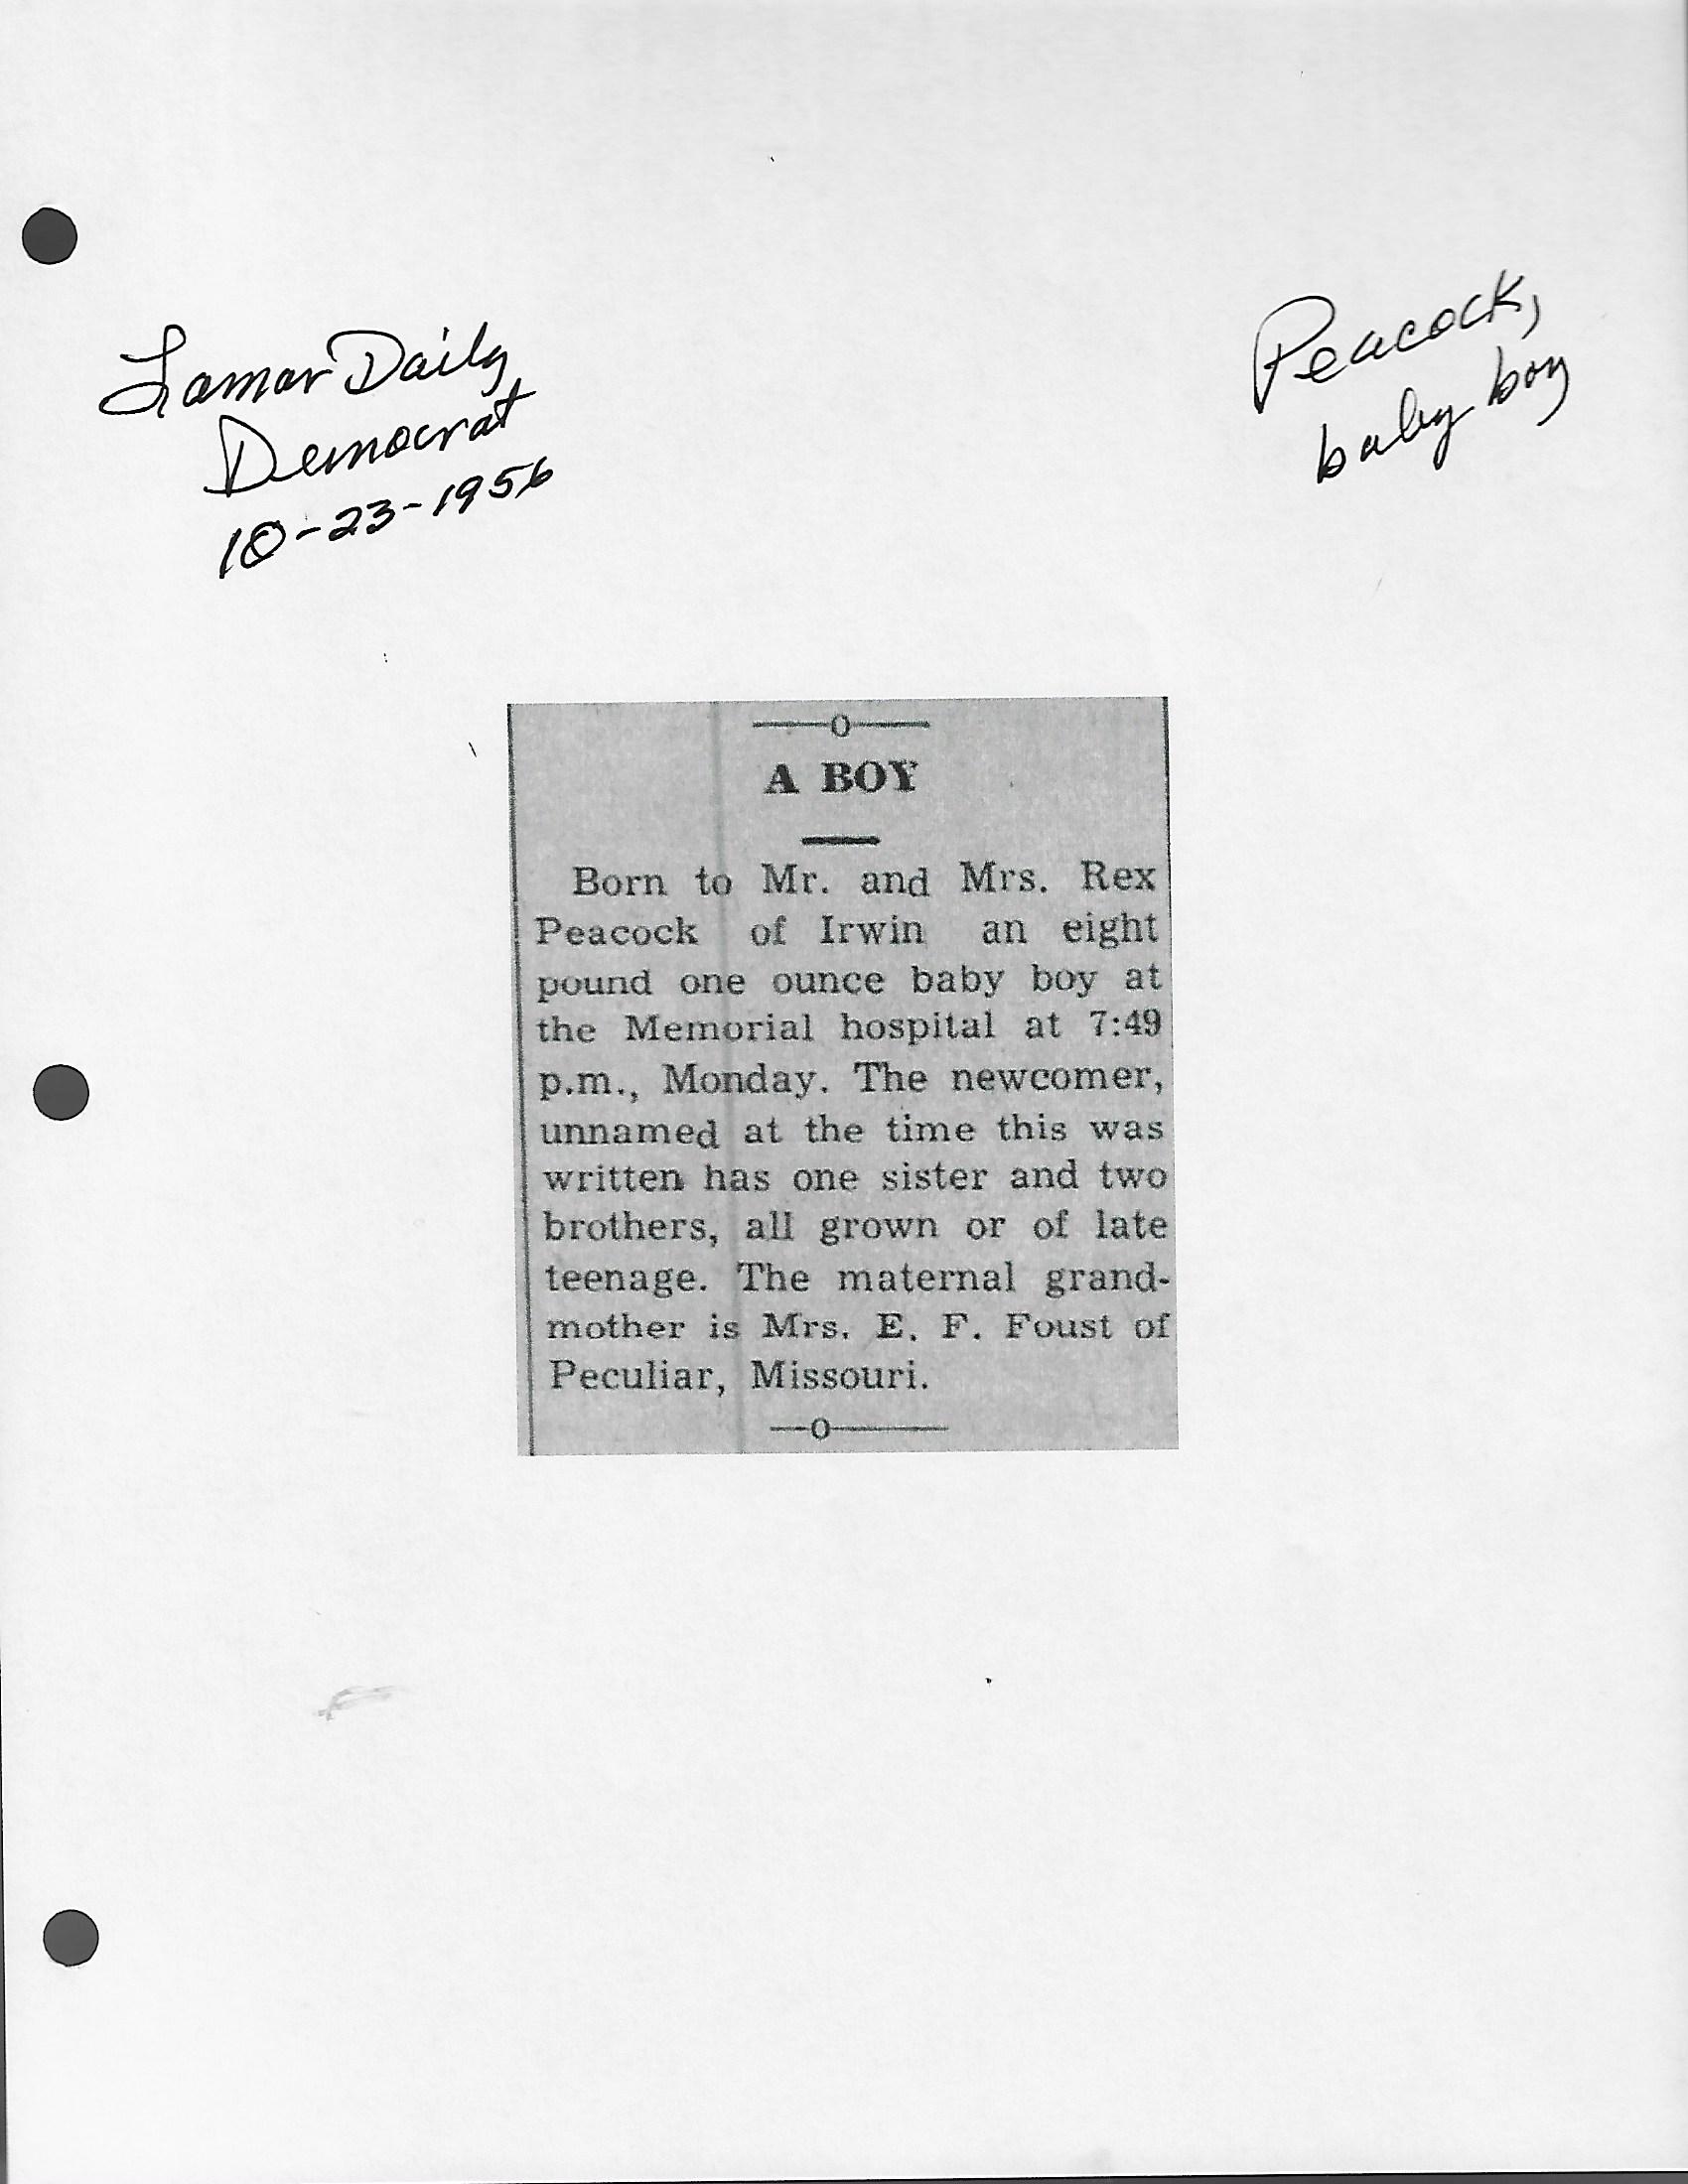 Lamar Daily
Democrat
10-23-1956
Peacock,
baby boy
A BOY
Born to Mr. and Mrs. Rex
Peacock of Irwin an eight
pound one ounce baby boy at
the Memorial hospital at 7:49
p.m., Monday. The newcomer,
unnamed at the time this was
written has one sister and two
brothers, all grown or of late
teenage. The maternal grand-
mother is Mrs. E. F. Foust of
Peculiar, Missouri.